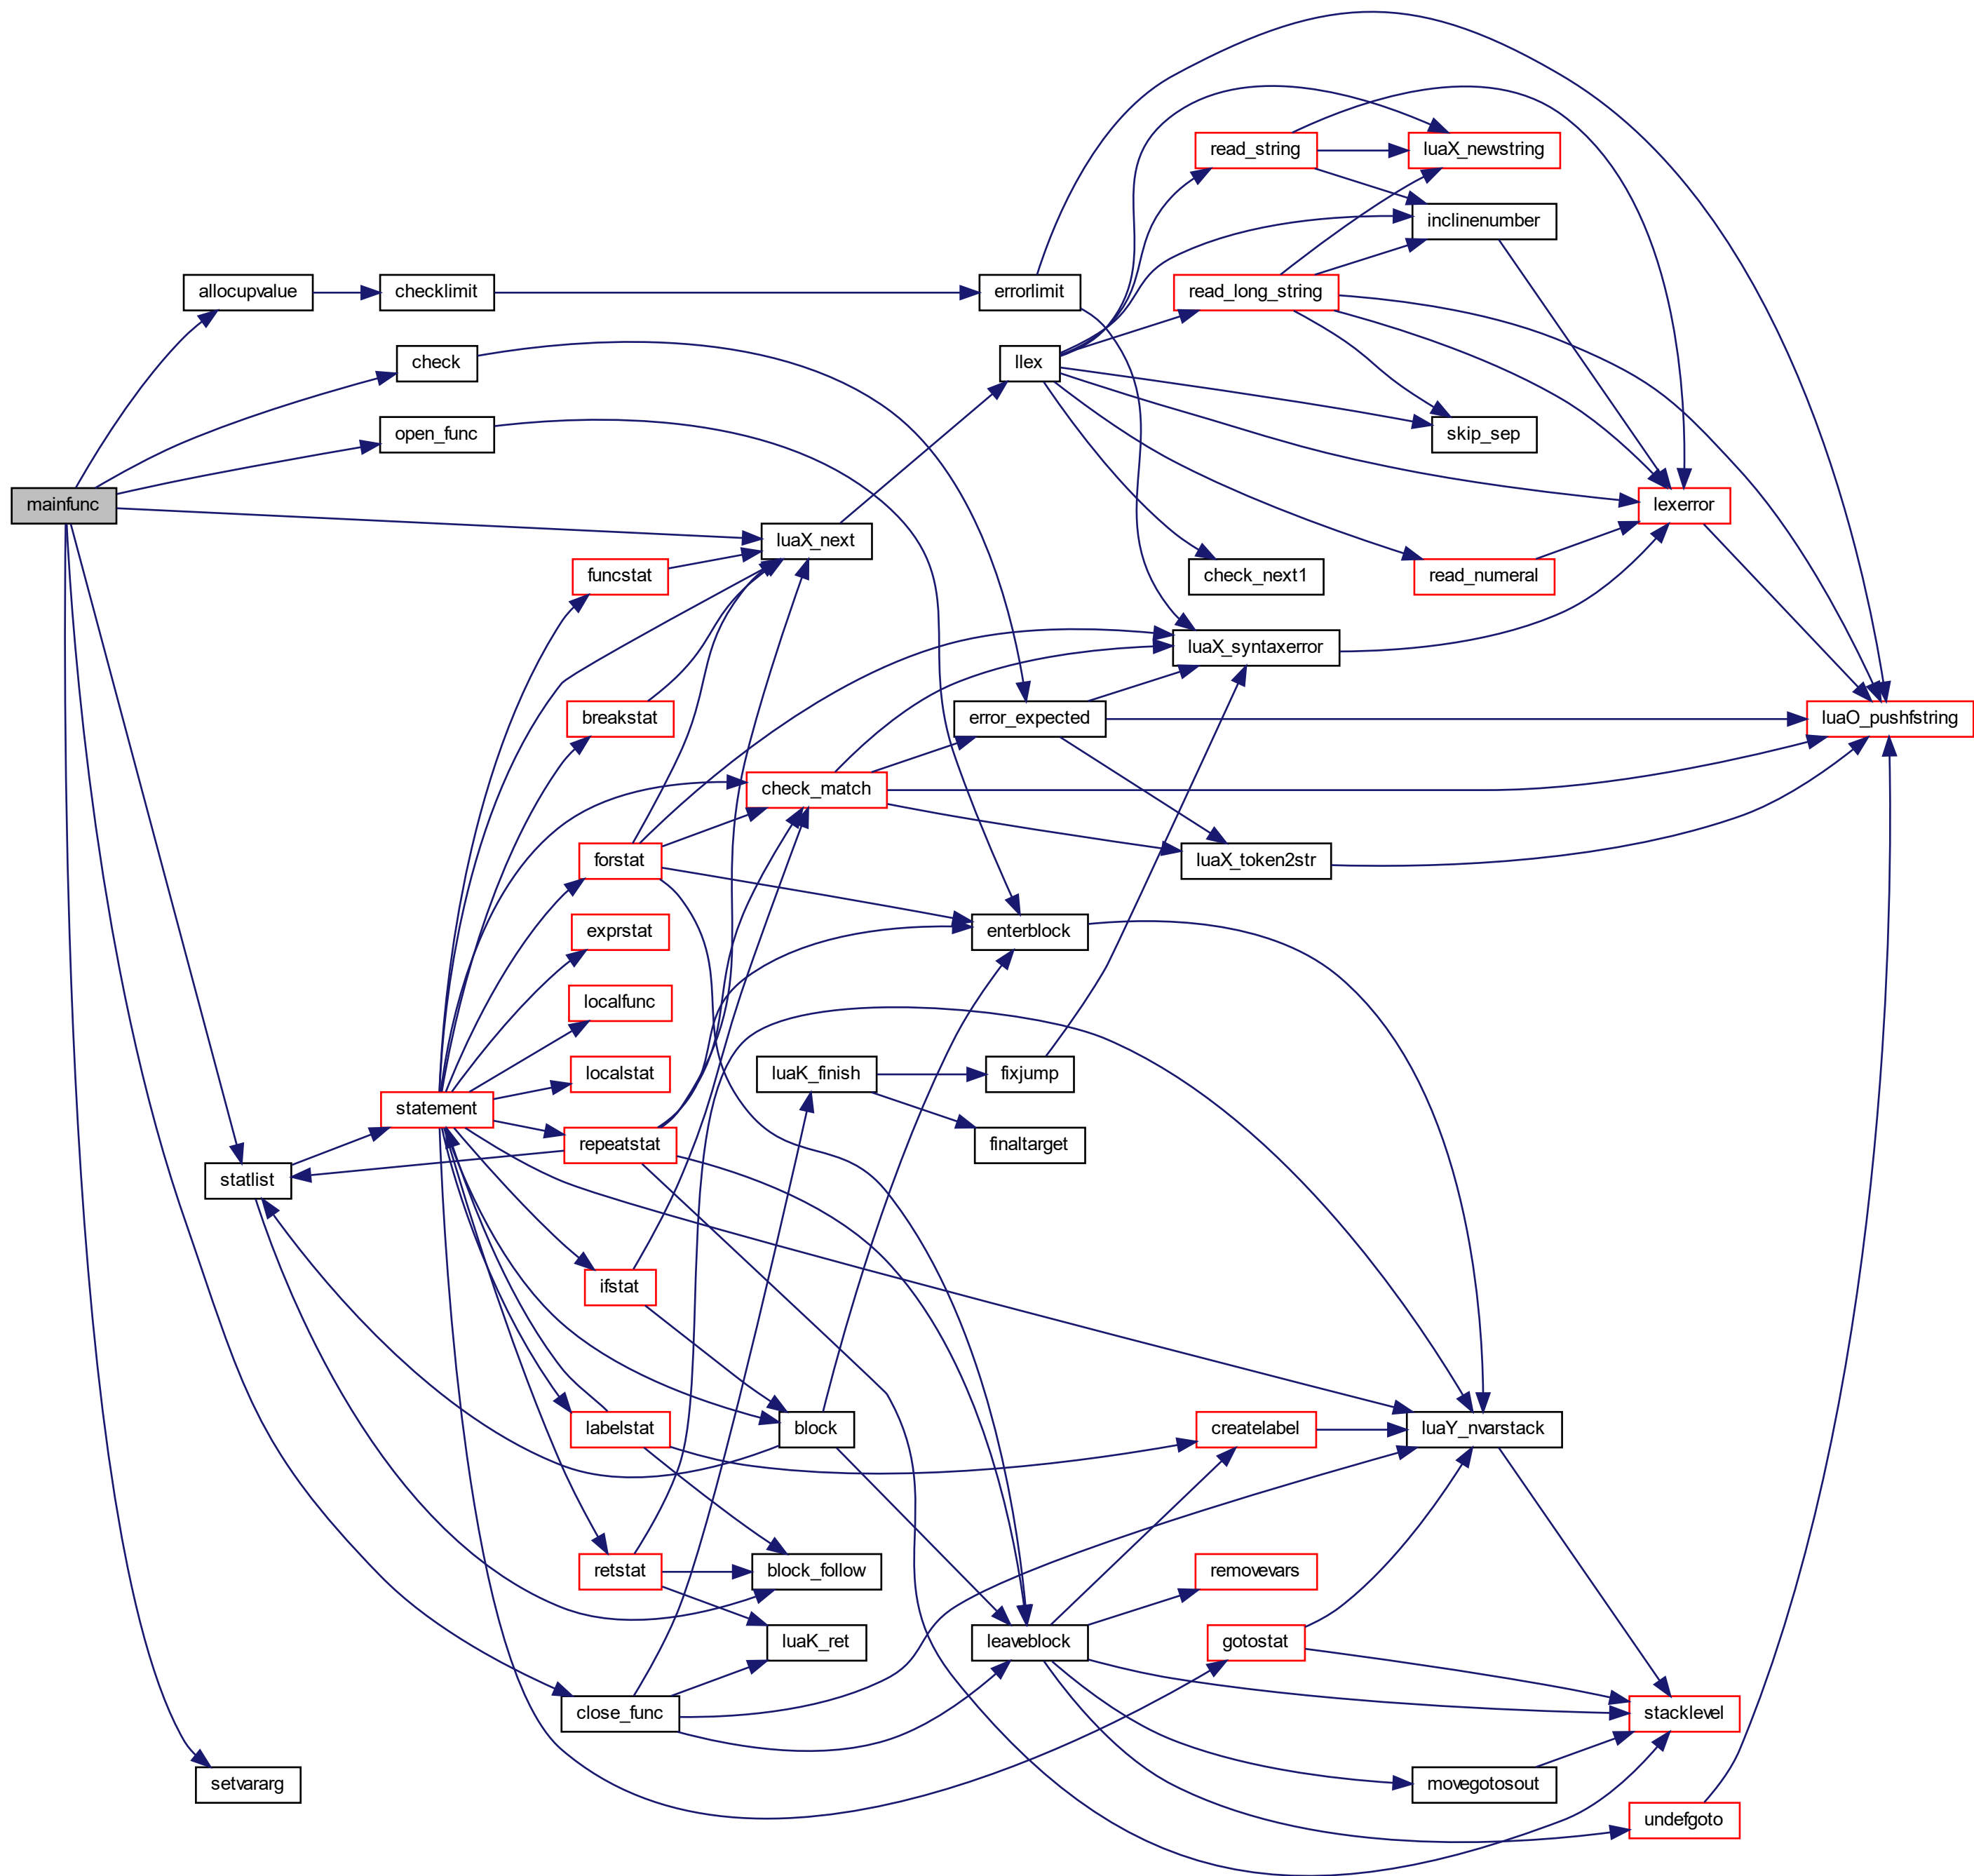 read_string
luaX_newstring
inclinenumber
allocupvalue
checklimit
errorlimit
read_long_string
check
llex
open_func
skip_sep
mainfunc
lexerror
luaX_next
funcstat
check_next1
read_numeral
luaX_syntaxerror
breakstat
error_expected
luaO_pushfstring
check_match
forstat
luaX_token2str
exprstat
enterblock
localfunc
localstat
luaK_finish
fixjump
statement
repeatstat
finaltarget
statlist
ifstat
labelstat
block
createlabel
luaY_nvarstack
retstat
block_follow
removevars
luaK_ret
leaveblock
gotostat
close_func
stacklevel
setvararg
movegotosout
undefgoto